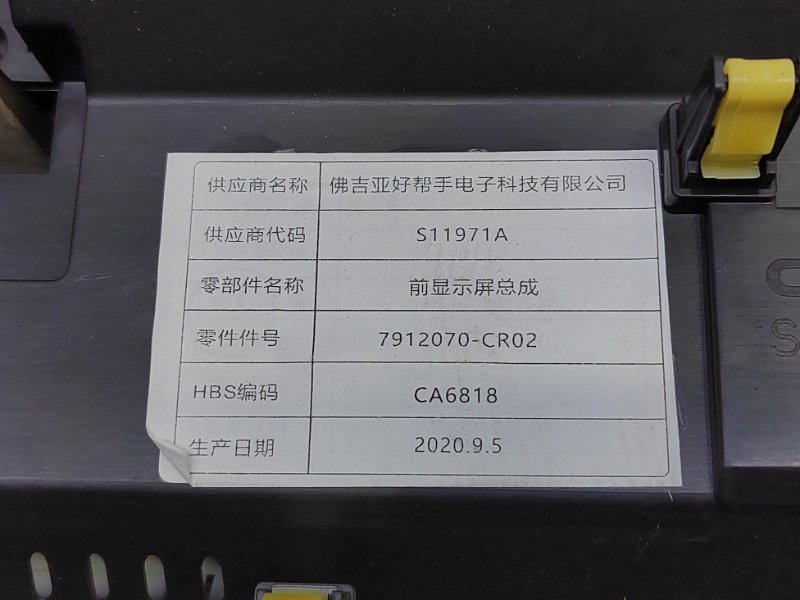 供应商名称 佛吉亚好帮手电子科技有限公司
供应商代码 S11971A
零部件名称 前显示屏总成
零件件号 7912070-CR02
HBS编码 CA6818
生产日期 2020.9.5